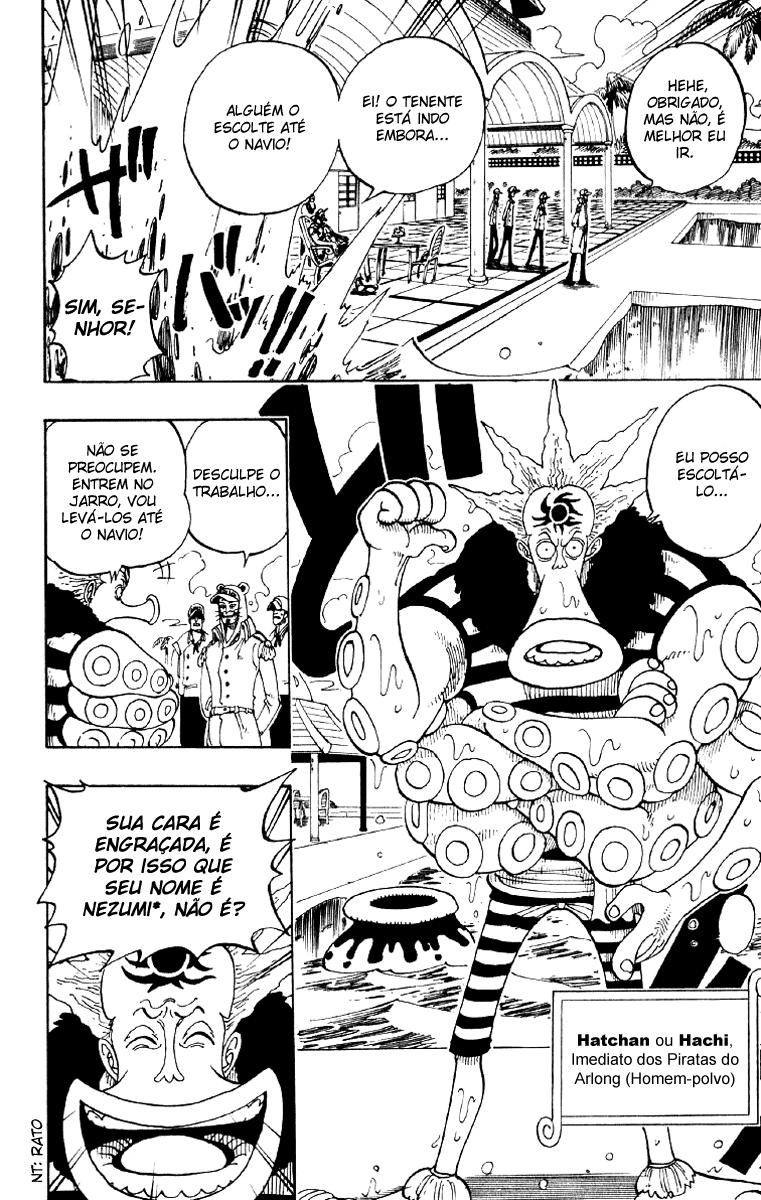 HEHE,
OBRIGADO,
MAS NÃO, É
MELHOR EU
IR.
EI! O TENENTE
ESTÁ INDO
EMBORA...
ALGUÉM O
ESCOLTE ATÉ
O NAVIO!
SIM, SE-
NHOR!
EU POSSO
ESCOLTÁ-
LO...
DESCULPE O
TRABALHO...
NÃO SE
PREOCUPEM.
ENTREM NO
JARRO, VOU
LEVÁ-LOS ATÉ
O NAVIO!
SUA CARA É
ENGRAÇADA, É
POR ISSO QUE
SEU NOME É
NEZUMI*, NÃO É?
Hatchan ou Hachi,
Imediato dos Piratas do
Arlong (Homem-polvo)
NT: RATO